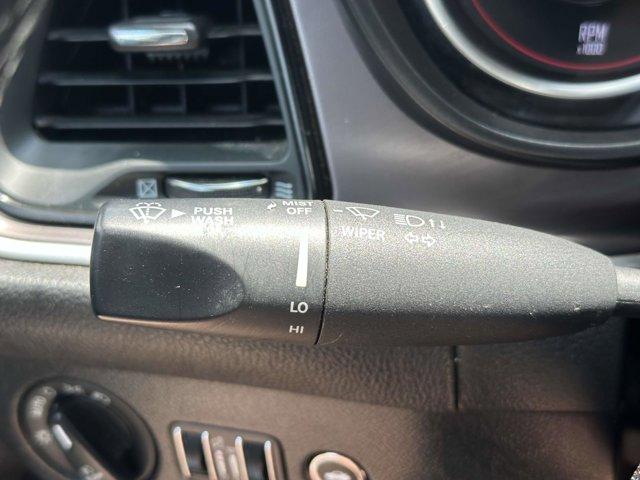 RPM
x1000
PUSH
WASH
MIST
OFF
WIPER
LO
HI